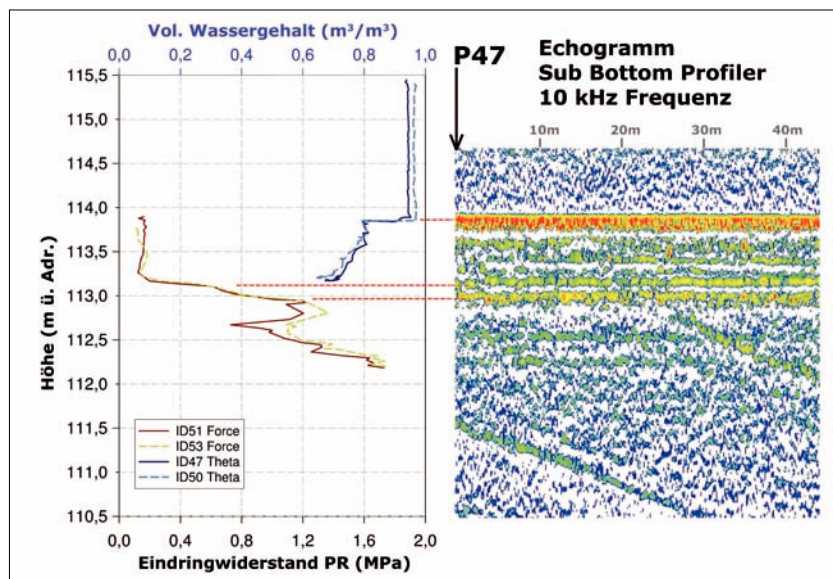 Vol. Wassergehalt (m³/m³)
0,0 0,2 0,4 0,6 0,8 1,0
P47
Echogramm
Sub Bottom Profiler
10 kHz Frequenz
10m 20m 30m 40m
Höhe (m ü. Adr.)
115,5
115,0
114,5
114,0
113,5
113,0
112,5
112,0
111,5
111,0
110,5
ID51 Force
ID53 Force
ID47 Theta
ID50 Theta
0,0 0,4 0,8 1,2 1,6 2,0
Eindringwiderstand PR (MPa)